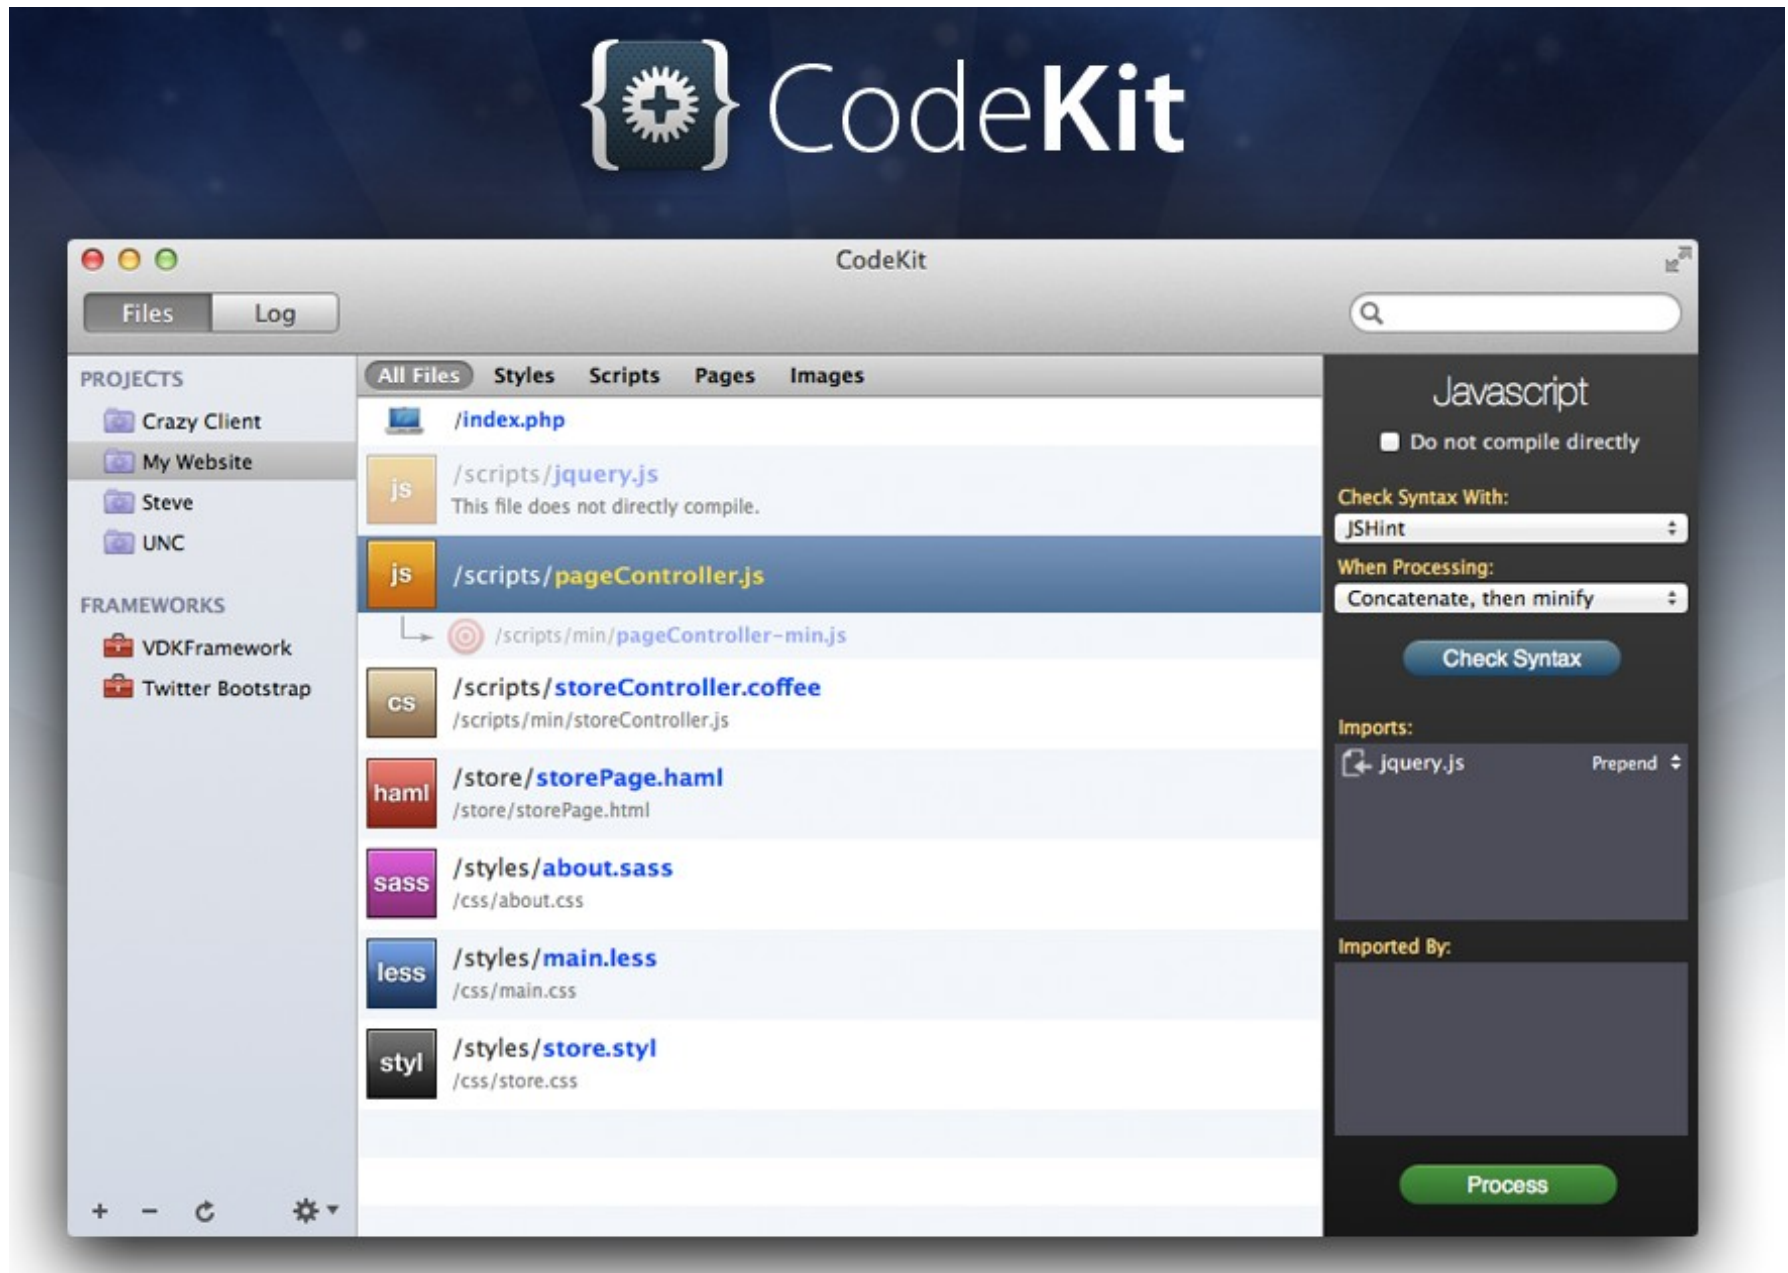 CodeKit
CodeKit
Files
Log
PROJECTS
Crazy Client
My Website
Steve
UNC
FRAMEWORKS
VDKFramework
Twitter Bootstrap
All Files Styles Scripts Pages Images
/index.php
js
/scripts/jquery.js
This file does not directly compile.
js
/scripts/pageController.js
/scripts/min/pageController-min.js
cs
/scripts/storeController.coffee
/scripts/min/storeController.js
haml
/store/storePage.haml
/store/storePage.html
sass
/styles/about.sass
/css/about.css
less
/styles/main.less
/css/main.css
styl
/styles/store.styl
/css/store.css
Javascript
Do not compile directly
Check Syntax With:
JSHint
When Processing:
Concatenate, then minify
Check Syntax
Imports:
jquery.js Prepend
Imported By:
Process